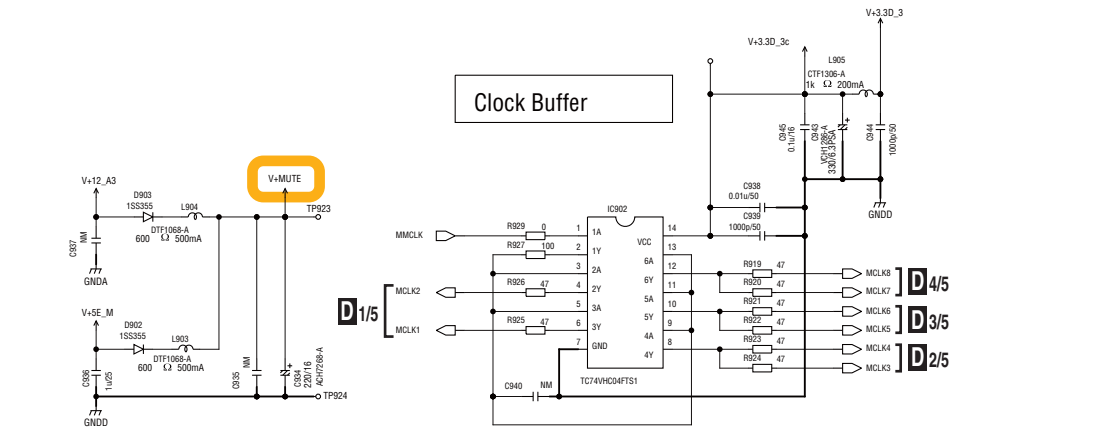 V+3.3D_3
V+3.3D_3c
L905
CTF1306-A
1k Ω 200mA
Clock Buffer
C945
0.1u/16
C943
VCH1286-A
330/6.3PSA
+
C944
1000p/50
GNDD
V+12_A3
D903
1SS355
L904
DTF1068-A
600 Ω 500mA
C937
NM
GNDA
V+MUTE
TP923
V+5E_M
D902
1SS355
L903
DTF1068-A
600 Ω 500mA
C936
1u/25
GNDD
C935
NM
+
C934
220/16
ACH7268-A
TP924
C938
0.01u/50
C939
1000p/50
IC902
MMCLK
R929 0
R927 100
R926 47
R925 47
MCLK2
MCLK1
D 1/5
1 1A
2 1Y
3 2A
4 2Y
5 3A
6 3Y
7 GND
VCC 14
6A 13
6Y 12
5A 11
5Y 10
4A 9
4Y 8
TC74VHC04FTS1
C940 NM
R919 47 MCLK8
R920 47 MCLK7
D 4/5
R921 47 MCLK6
R922 47 MCLK5
D 3/5
R923 47 MCLK4
R924 47 MCLK3
D 2/5